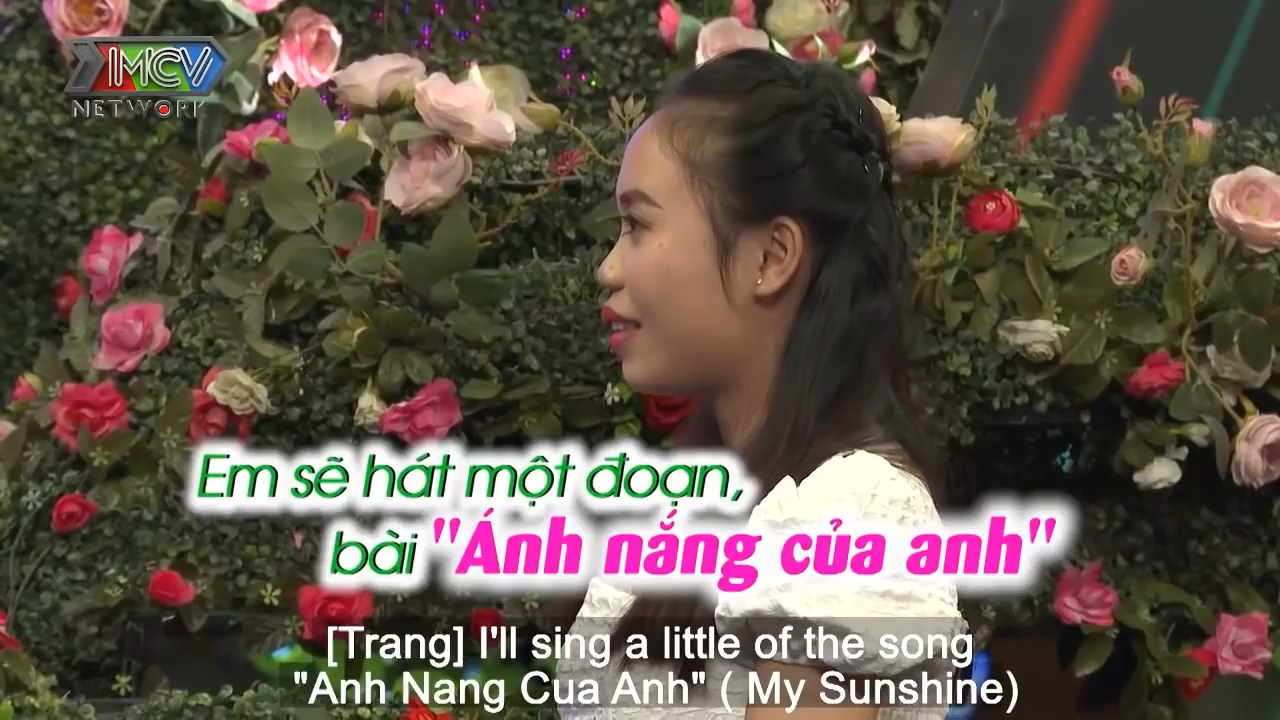 MCV
NETWORK
Em sẽ hát một đoạn,
bài "Ánh nắng của anh"
[Trang] I'll sing a little of the song
"Anh Nang Cua Anh" ( My Sunshine)